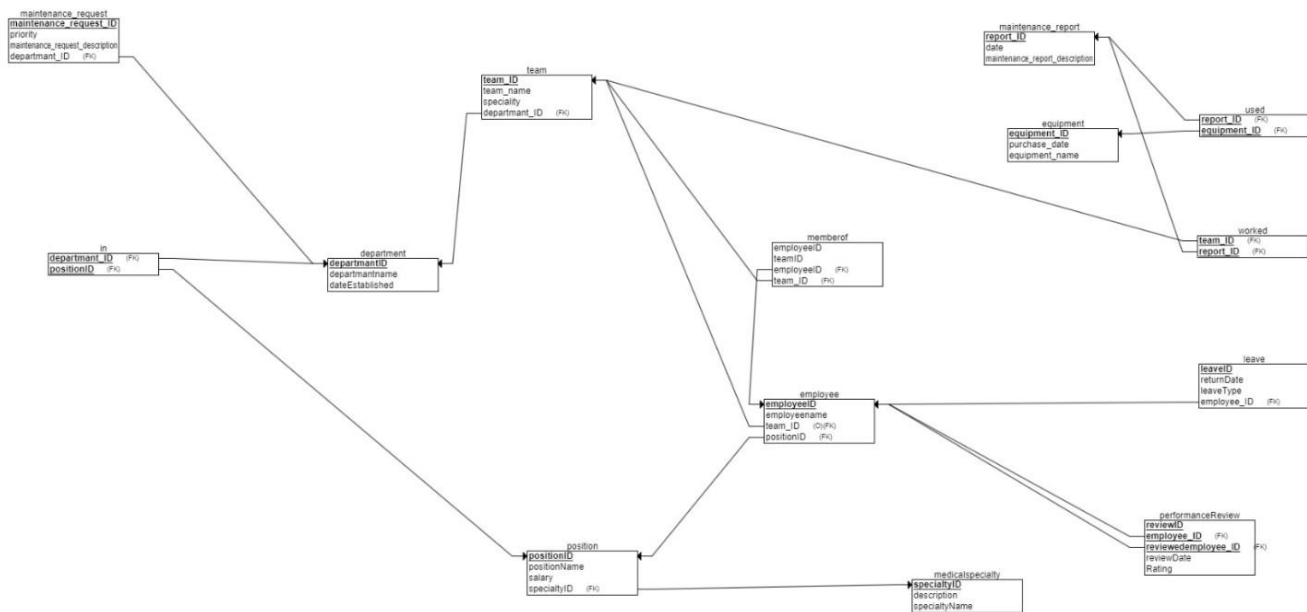 maintenance_request
maintenance_request_ID
priority
maintenance_request_description
departmant_ID (FK)
maintenance_report
report_ID
date
maintenance_report_description
team
team_ID
team_name
speciality
departmant_ID (FK)
used
report_ID (FK)
equipment_ID (FK)
equipment
equipment_ID
purchase_date
equipment_name
in
departmant_ID (FK)
positionID (FK)
department
departmantID
departmantname
dateEstablished
memberof
employeeID
teamID
employeeID (FK)
team_ID (FK)
worked
team_ID (FK)
report_ID (FK)
leave
leaveID
returnDate
leaveType
employee_ID (FK)
employee
employeeID
employeename
team_ID (O)(FK)
positionID (FK)
performanceReview
reviewID
employee_ID (FK)
reviewedemployee_ID (FK)
reviewDate
Rating
position
positionID
positionName
salary
specialtyID (FK)
medicalspecialty
specialtyID
description
specialtyName